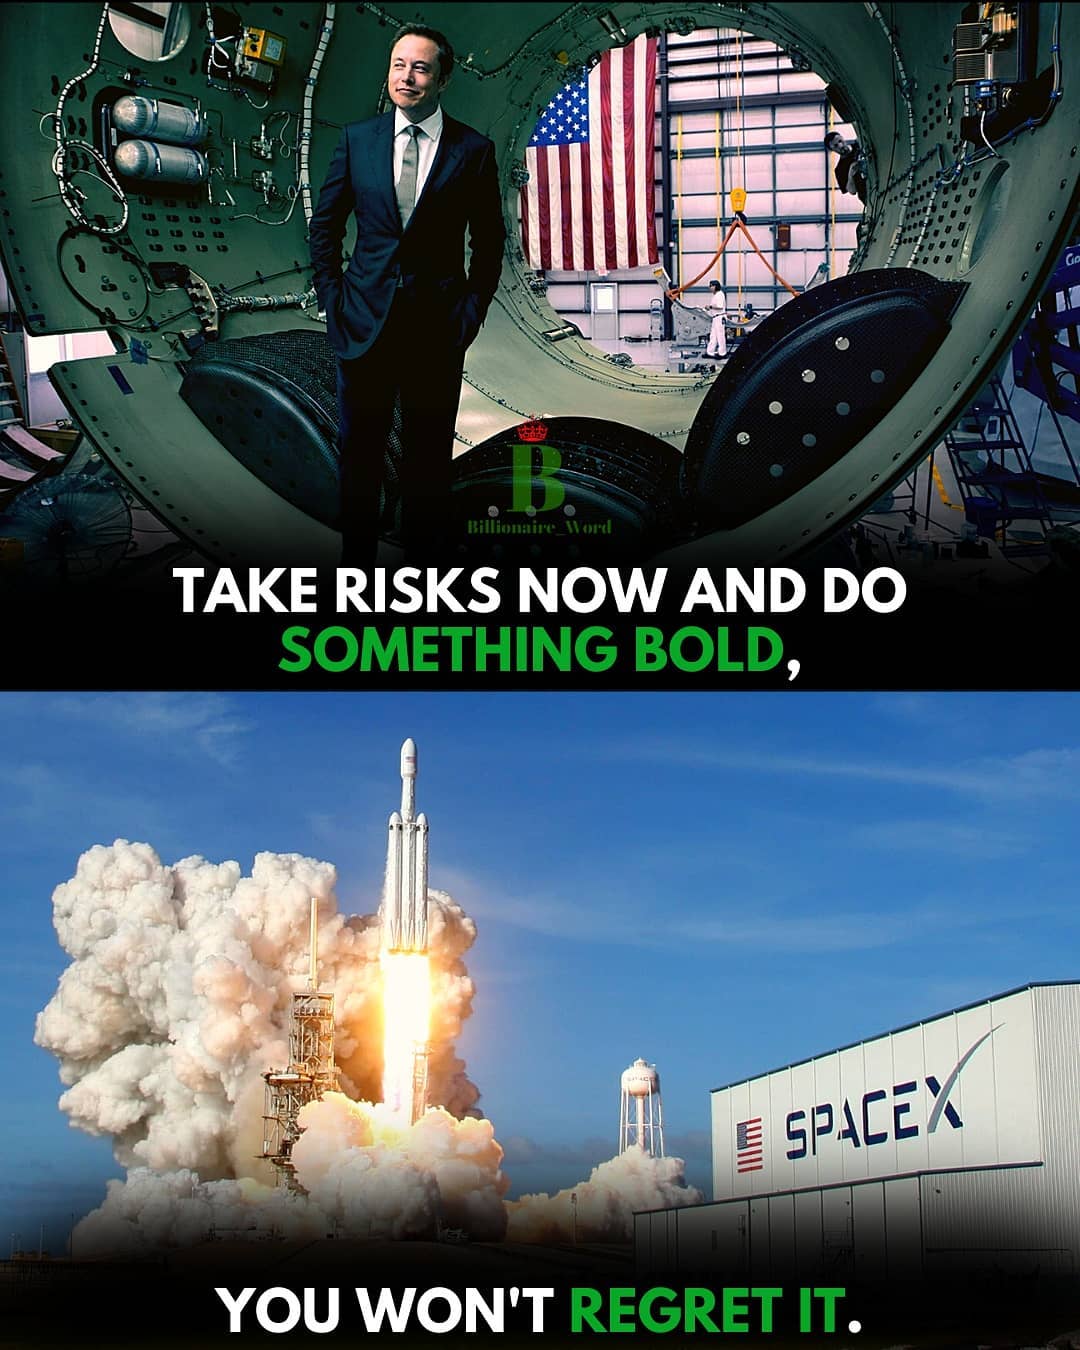 B
Billionaire_Word
TAKE RISKS NOW AND DO
SOMETHING BOLD,
SPACEX
YOU WON'T REGRET IT.